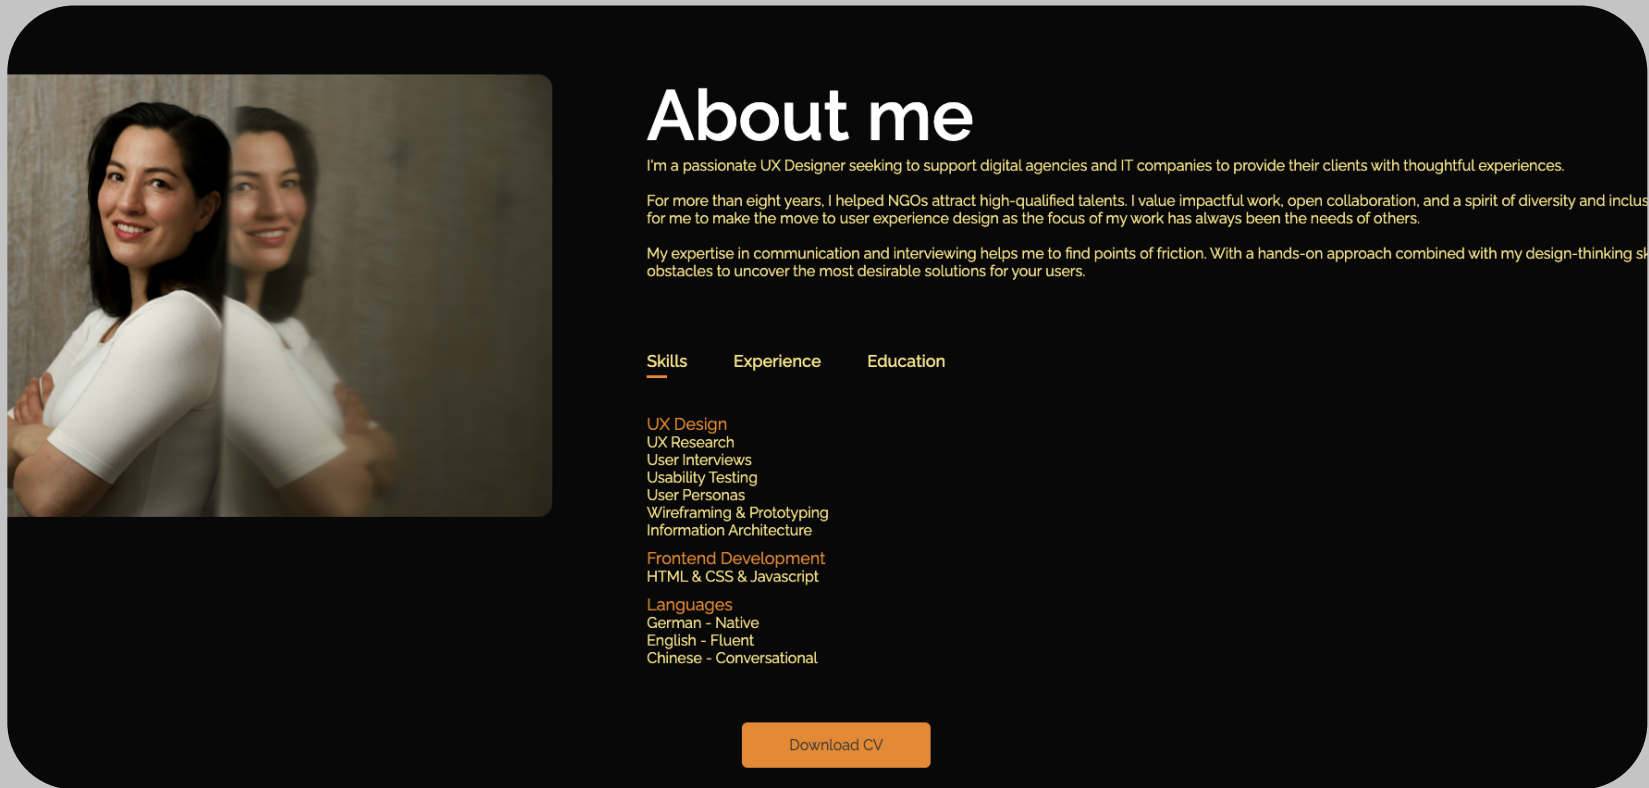 About me
I'm a passionate UX Designer seeking to support digital agencies and IT companies to provide their clients with thoughtful experiences.
For more than eight years, I helped NGOs attract high-qualified talents. I value impactful work, open collaboration, and a spirit of diversity and
for me to make the move to user experience design as the focus of my work has always been the needs of others.
My expertise in communication and interviewing helps me to find points of friction. With a hands-on approach combined with my design-thinking
obstacles to uncover the most desirable solutions for your users.
Skills Experience Education
UX Design
UX Research
User Interviews
Usability Testing
User Personas
Wireframing & Prototyping
Information Architecture
Frontend Development
HTML & CSS & Javascript
Languages
German - Native
English - Fluent
Chinese - Conversational
Download CV